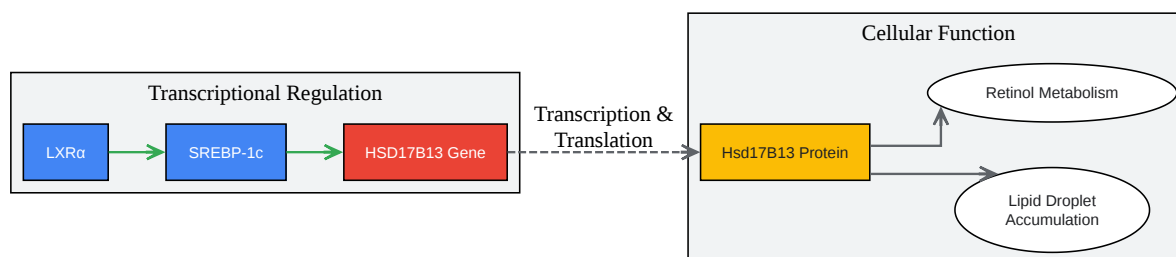 Transcriptional Regulation
LXRα
SREBP-1c
HSD17B13 Gene
Transcription &
Translation
Cellular Function
Hsd17B13 Protein
Retinol Metabolism
Lipid Droplet
Accumulation